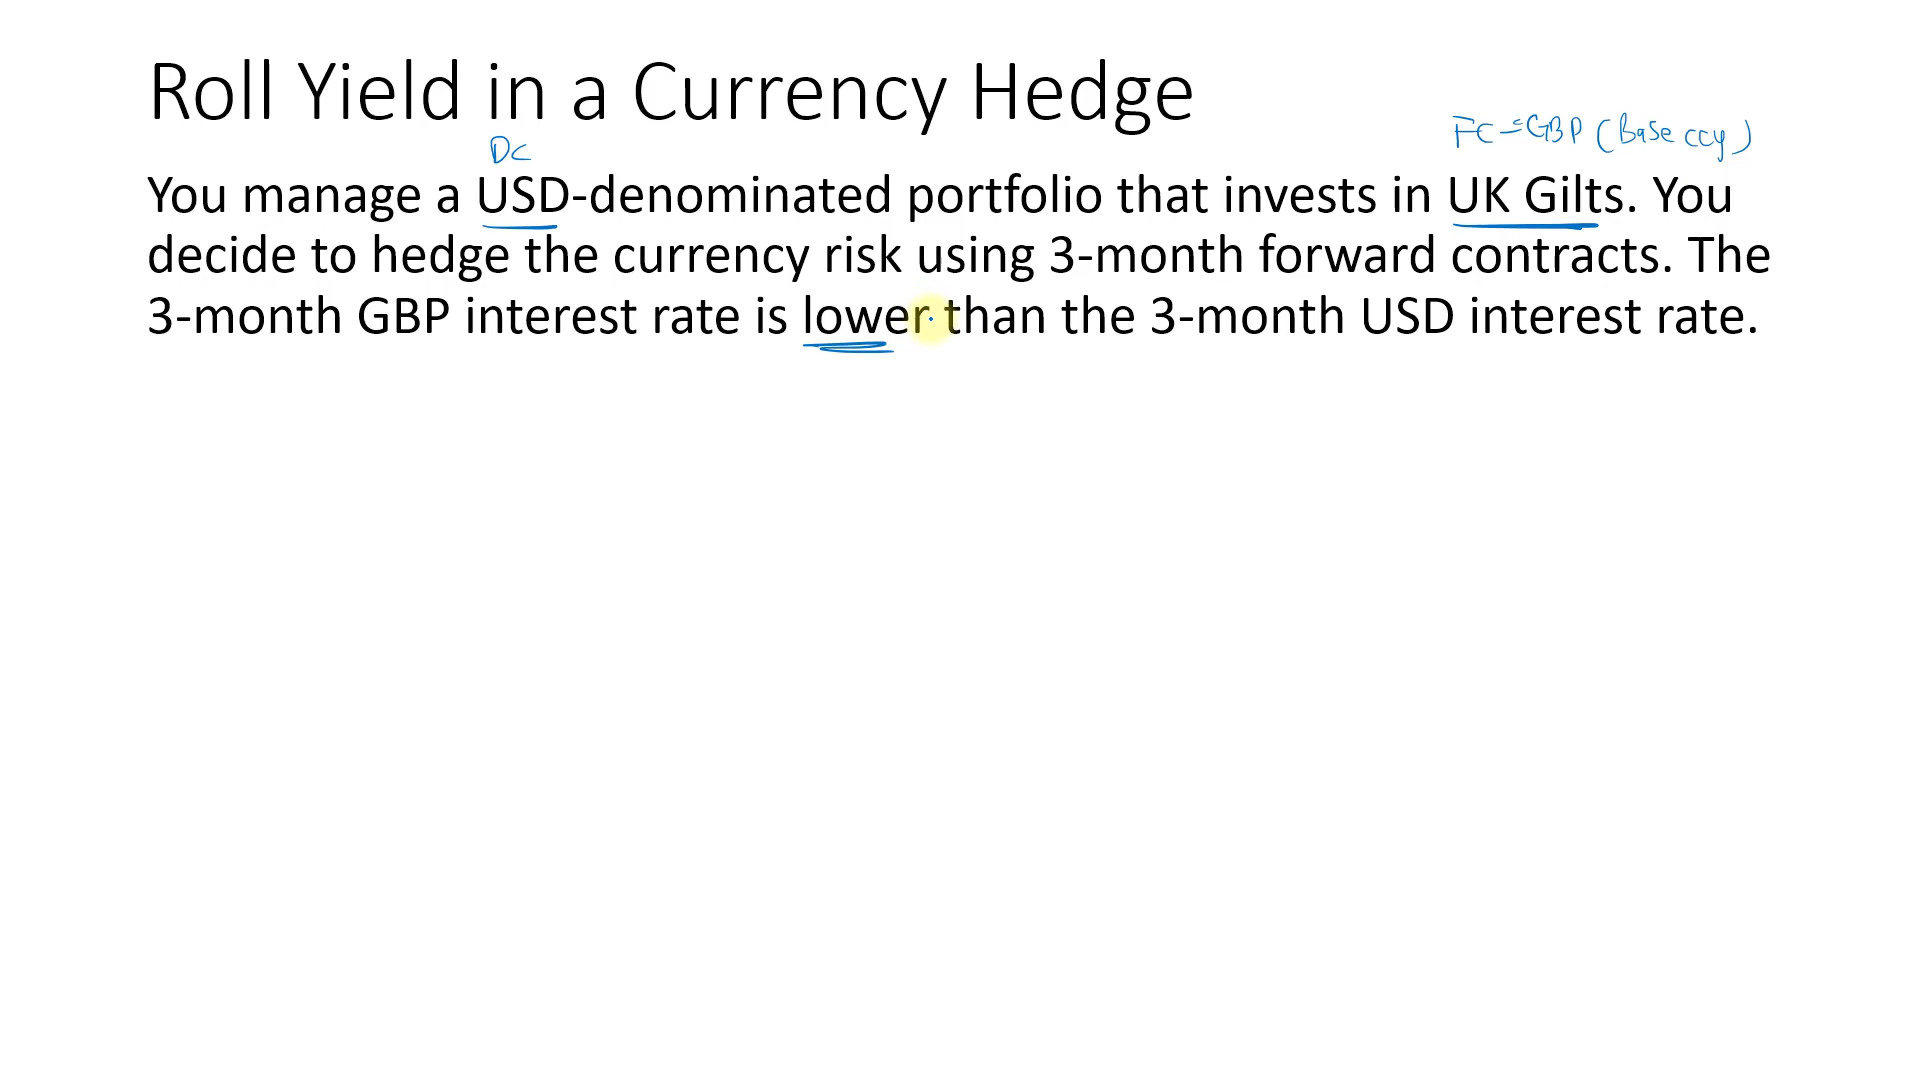 Roll Yield in a Currency Hedge
FC = GBP (Base ccy)
DC
You manage a USD-denominated portfolio that invests in UK Gilts. You
decide to hedge the currency risk using 3-month forward contracts. The
3-month GBP interest rate is lower than the 3-month USD interest rate.